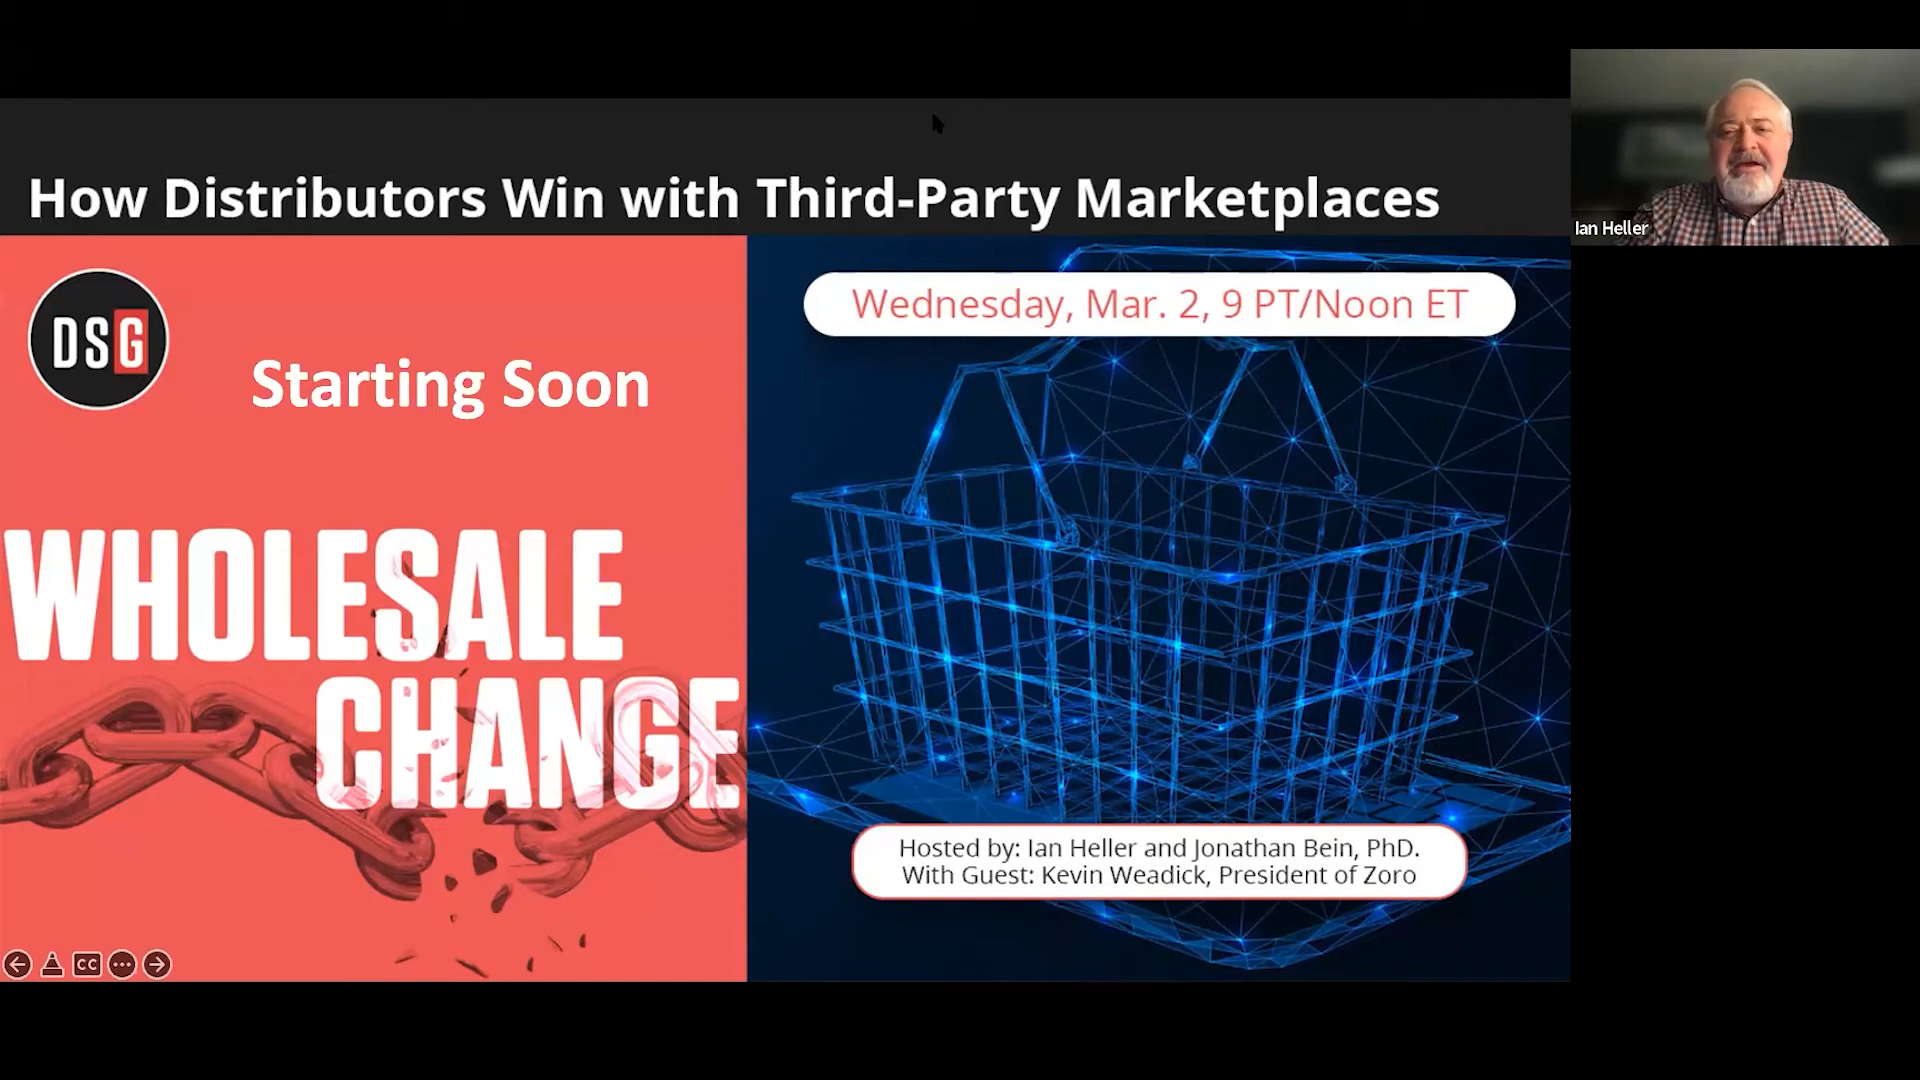 How Distributors Win with Third-Party Marketplaces
Ian Heller
DSG
Starting Soon
WHOLESALE
CHANGE
Wednesday, Mar. 2, 9 PT/Noon ET
Hosted by: Ian Heller and Jonathan Bein, PhD.
With Guest: Kevin Weadick, President of Zoro
CC